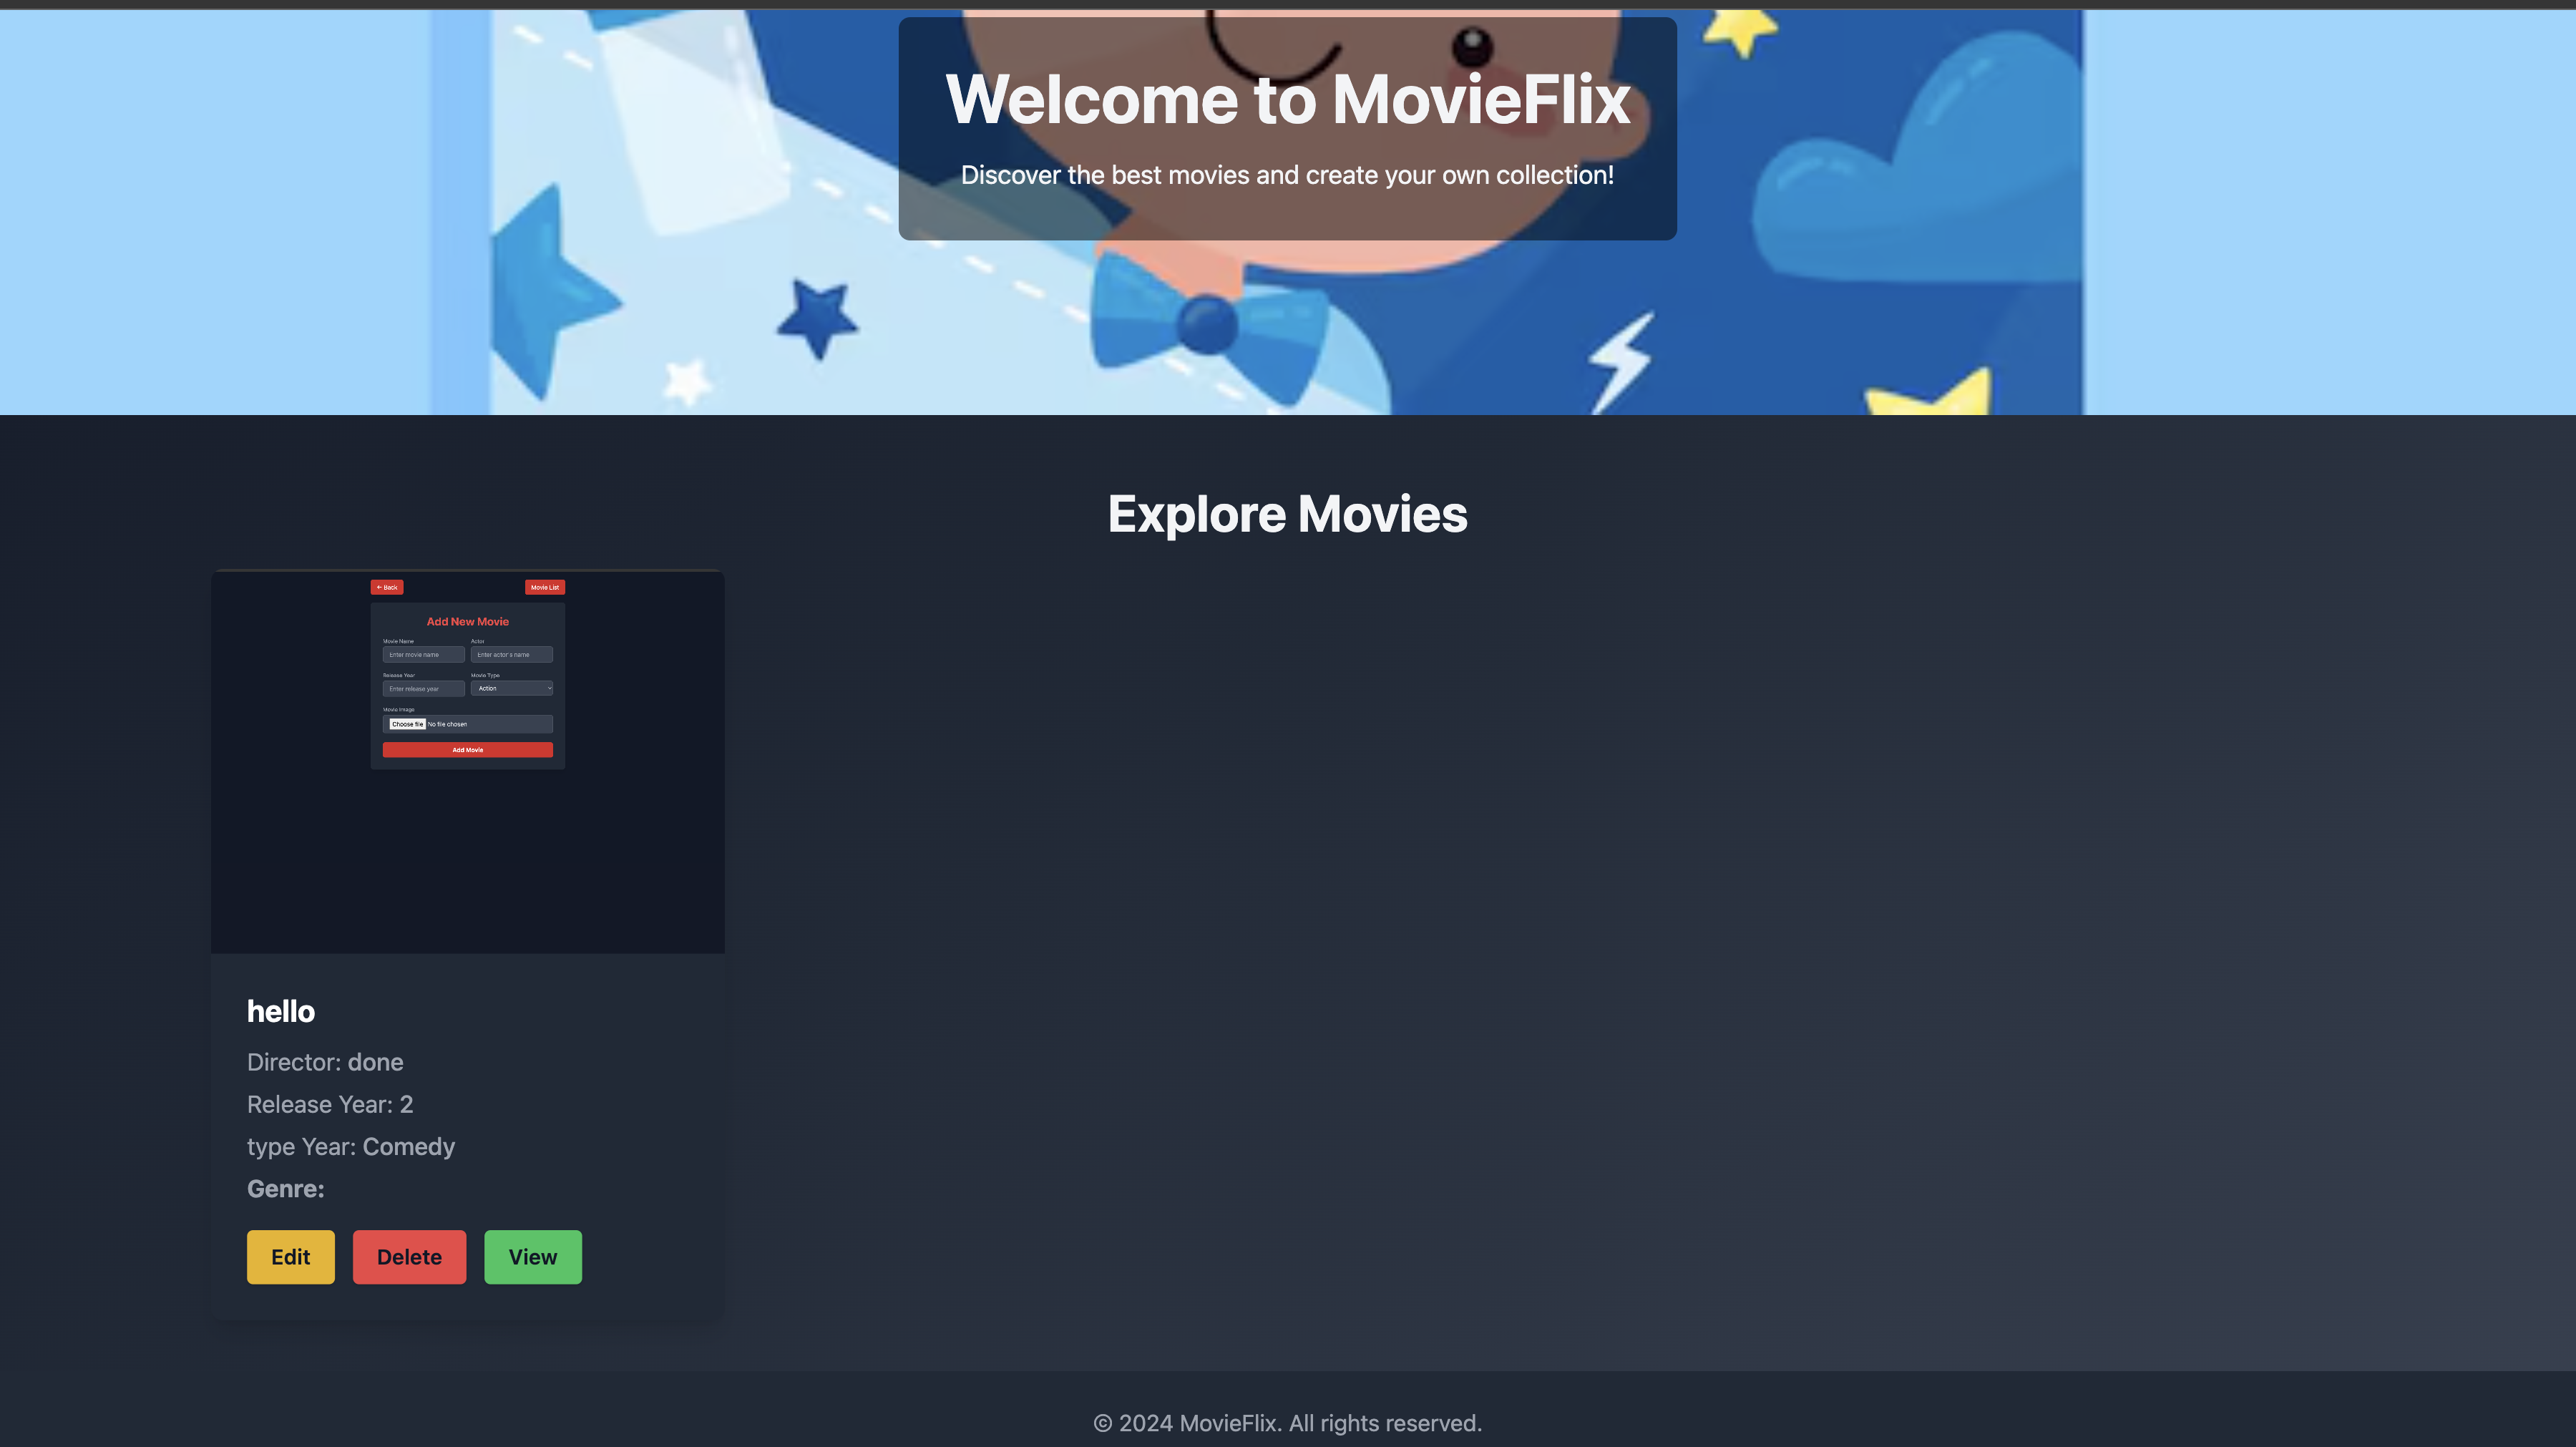 Welcome to MovieFlix
Discover the best movies and create your own collection!
Explore Movies
← Back
Movie List
Add New Movie
Movie Name
Actor
Enter movie name
Enter actor's name
Release Year
Movie Type
Enter release year
Action
Movie Image
Choose file No file chosen
Add Movie
hello
Director: done
Release Year: 2
type Year: Comedy
Genre:
Edit
Delete
View
© 2024 MovieFlix. All rights reserved.